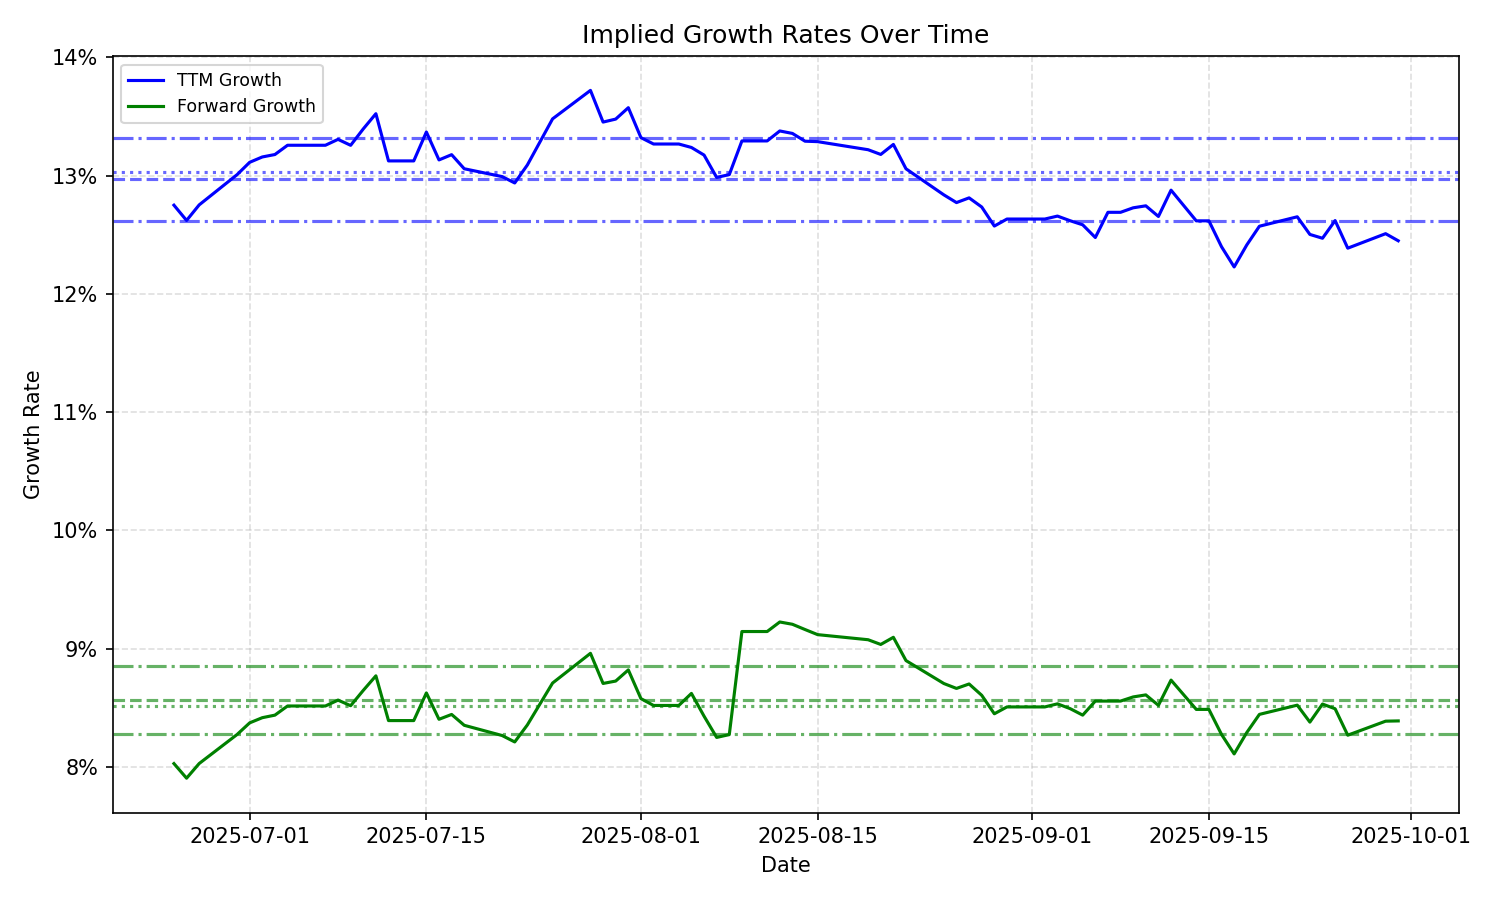 Implied Growth Rates Over Time
TTM Growth
Forward Growth
Growth Rate
14%
13%
12%
11%
10%
9%
8%
2025-07-01
2025-07-15
2025-08-01
2025-08-15
2025-09-01
2025-09-15
2025-10-01
Date